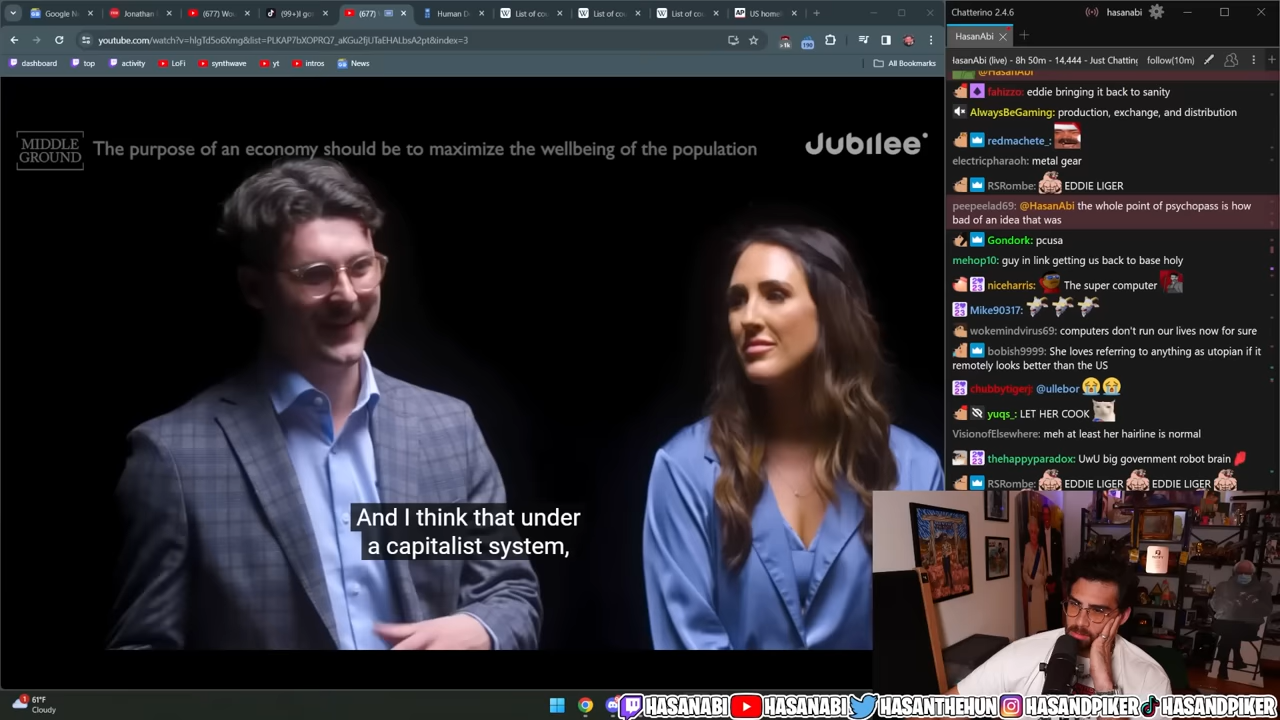 Google N
Jonathan
(677) Wo
(99+)( go
(677)
Human D
List of co
List of co
List of co
US home
youtube.com/watch?v=hIgTd5o6Xmg&list=PLKAP7bXOPRQ7_aKGu2fjUTaEHALbsA2pt&index=3
dashboard
top
activity
LoFi
synthwave
yt
intros
News
All Bookmarks
MIDDLE
GROUND
The purpose of an economy should be to maximize the wellbeing of the population
Jubilee
And I think that under
a capitalist system,
Chatterino 2.4.6
hasanabi
HasanAbi
HasanAbi (live) - 8h 50m - 14,444 - Just Chatting
follow(10m)
@HasanAbi
fahizzo: eddie bringing it back to sanity
AlwaysBeGaming: production, exchange, and distribution
redmachete_:
electricpharaoh: metal gear
RSRombe: EDDIE LIGER
peepeelad69: @HasanAbi the whole point of psychopass is how
bad of an idea that was
Gondork: pcusa
mehop10: guy in link getting us back to base holy
niceharris: The super computer
Mike90317:
wokemindvirus69: computers don't run our lives now for sure
bobish9999: She loves referring to anything as utopian if it
remotely looks better than the US
chubbytigerj: @ullebor
yuqs_: LET HER COOK
VisionofElsewhere: meh at least her hairline is normal
thehappyparadox: UwU big government robot brain
RSRombe: EDDIE LIGER EDDIE LIGER
61°F
Cloudy
HASANABI
HASANABI
HASANTHEHUN
HASANDPIKER
HASANDPIKER